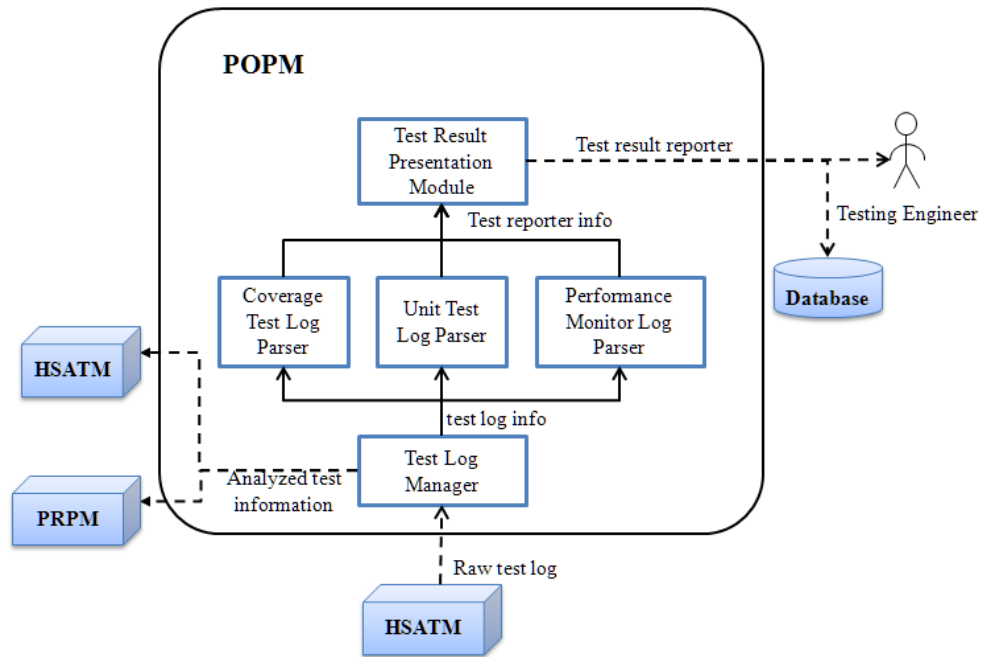 POPM
Test Result
Presentation
Module
Test result reporter
Testing Engineer
Test reporter info
Database
Coverage
Test Log
Parser
Unit Test
Log Parser
Performance
Monitor Log
Parser
HSATM
test log info
Test Log
Manager
Analyzed test
information
PRPM
Raw test log
HSATM